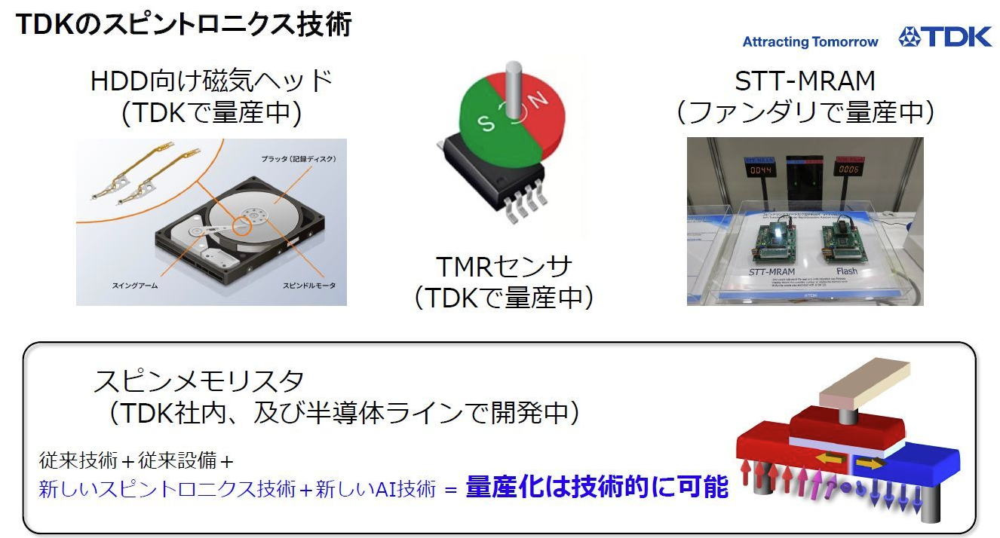 TDKのスピントロニクス技術
Attracting Tomorrow
TDK
HDD向け磁気ヘッド
(TDKで量産中)
プラッタ（記録ディスク）
スイングアーム
スピンドルモータ
S
N
TMRセンサ
（TDKで量産中）
STT-MRAM
（ファンダリで量産中）
STT-MRAM
0044
0006
STT-MRAM
Flash
TDK
スピンメモリスタ
（TDK社内、及び半導体ラインで開発中）
従来技術＋従来設備＋
新しいスピントロニクス技術＋新しいAI技術 = 量産化は技術的に可能